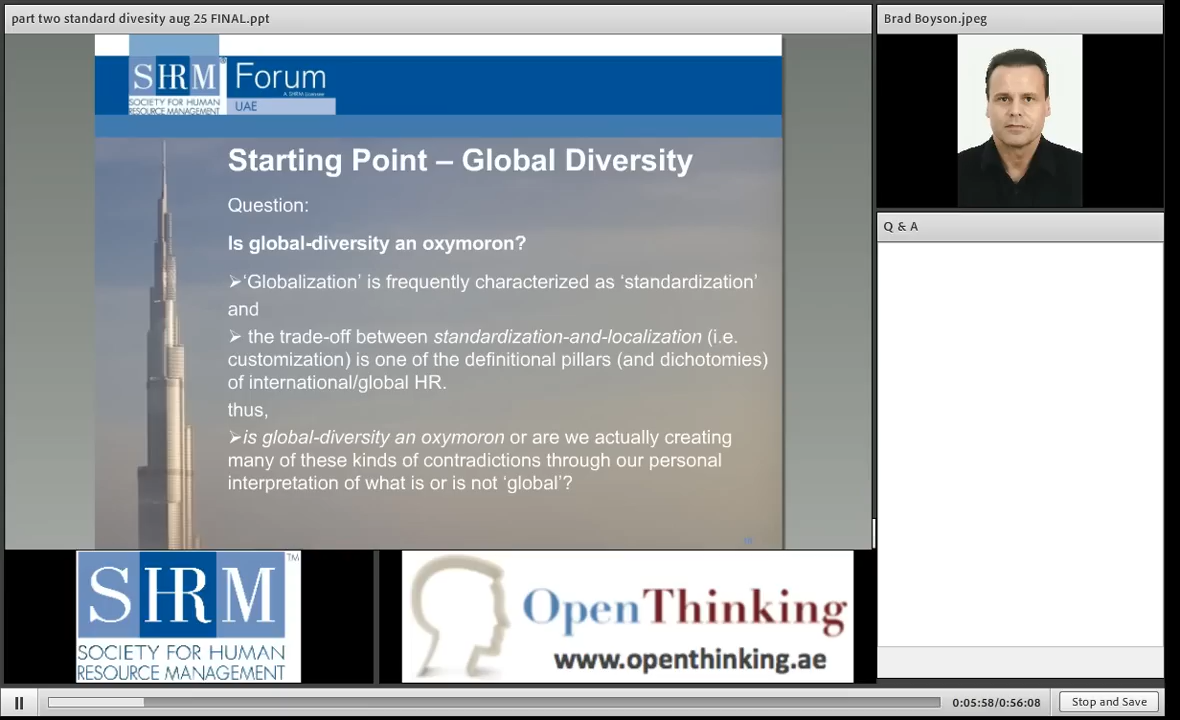 part two standard divesity aug 25 FINAL.ppt
Brad Boyson.jpeg
SHRM
SOCIETY FOR HUMAN
RESOURCE MANAGEMENT
Forum
A SHRM Licensee
UAE
Starting Point – Global Diversity
Question:
Is global-diversity an oxymoron?
➢‘Globalization’ is frequently characterized as ‘standardization’
and
➢ the trade-off between standardization-and-localization (i.e.
customization) is one of the definitional pillars (and dichotomies)
of international/global HR.
thus,
➢is global-diversity an oxymoron or are we actually creating
many of these kinds of contradictions through our personal
interpretation of what is or is not ‘global’?
Q & A
SHRM™
SOCIETY FOR HUMAN
RESOURCE MANAGEMENT
OpenThinking
www.openthinking.ae
0:05:58/0:56:08
Stop and Save